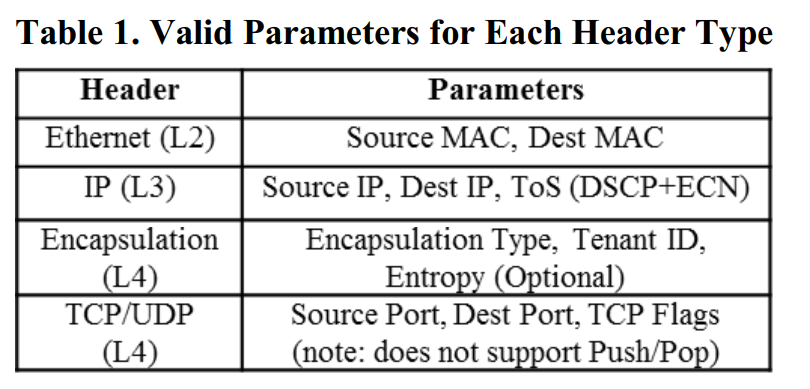 Table 1. Valid Parameters for Each Header Type
Header Parameters
Ethernet (L2) Source MAC, Dest MAC
IP (L3) Source IP, Dest IP, ToS (DSCP+ECN)
Encapsulation Encapsulation Type, Tenant ID,
(L4) Entropy (Optional)
TCP/UDP Source Port, Dest Port, TCP Flags
(L4) (note: does not support Push/Pop)